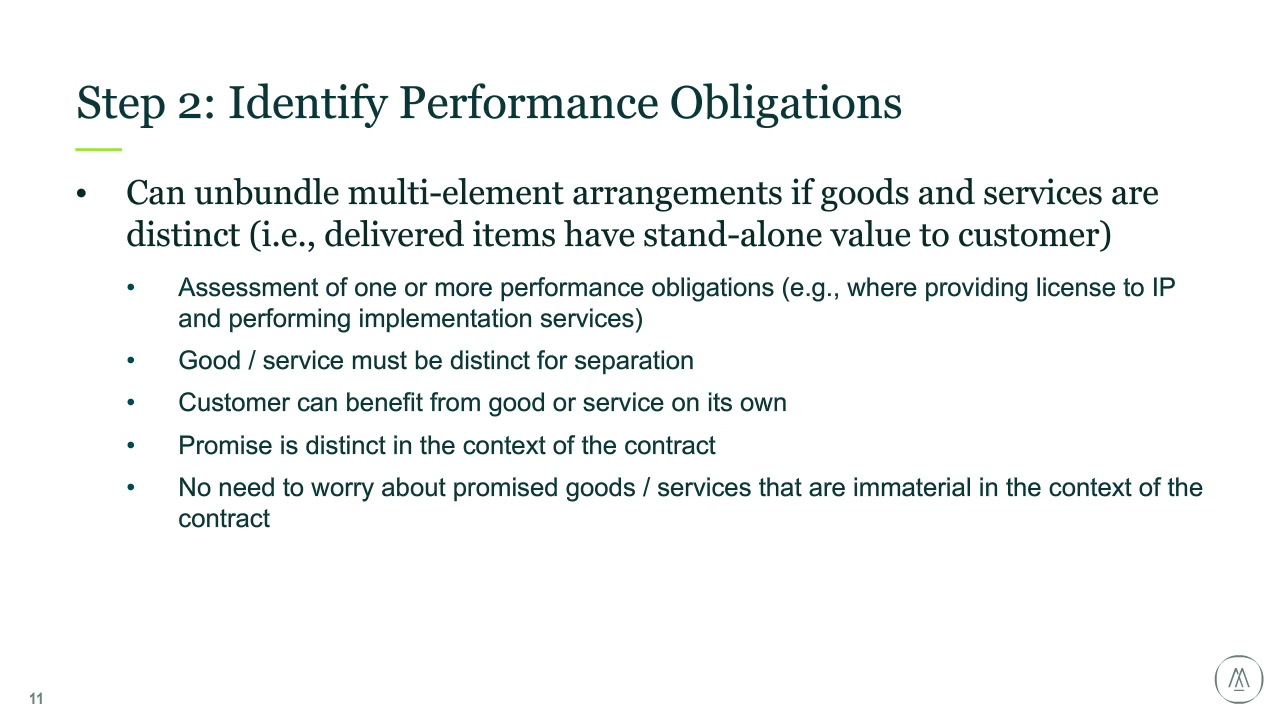 Step 2: Identify Performance Obligations
• Can unbundle multi-element arrangements if goods and services are
distinct (i.e., delivered items have stand-alone value to customer)
• Assessment of one or more performance obligations (e.g., where providing license to IP
and performing implementation services)
• Good / service must be distinct for separation
• Customer can benefit from good or service on its own
• Promise is distinct in the context of the contract
• No need to worry about promised goods / services that are immaterial in the context of the
contract
11